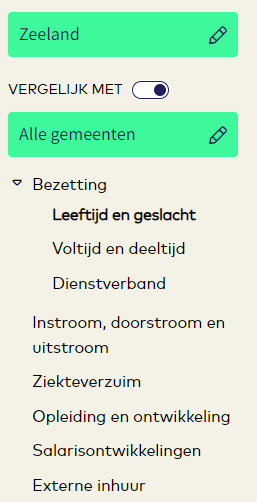 Zeeland
VERGELIJK MET
Alle gemeenten
Bezetting
Leeftijd en geslacht
Voltijd en deeltijd
Dienstverband
Instroom, doorstroom en
uitstroom
Ziekteverzuim
Opleiding en ontwikkeling
Salarisontwikkelingen
Externe inhuur